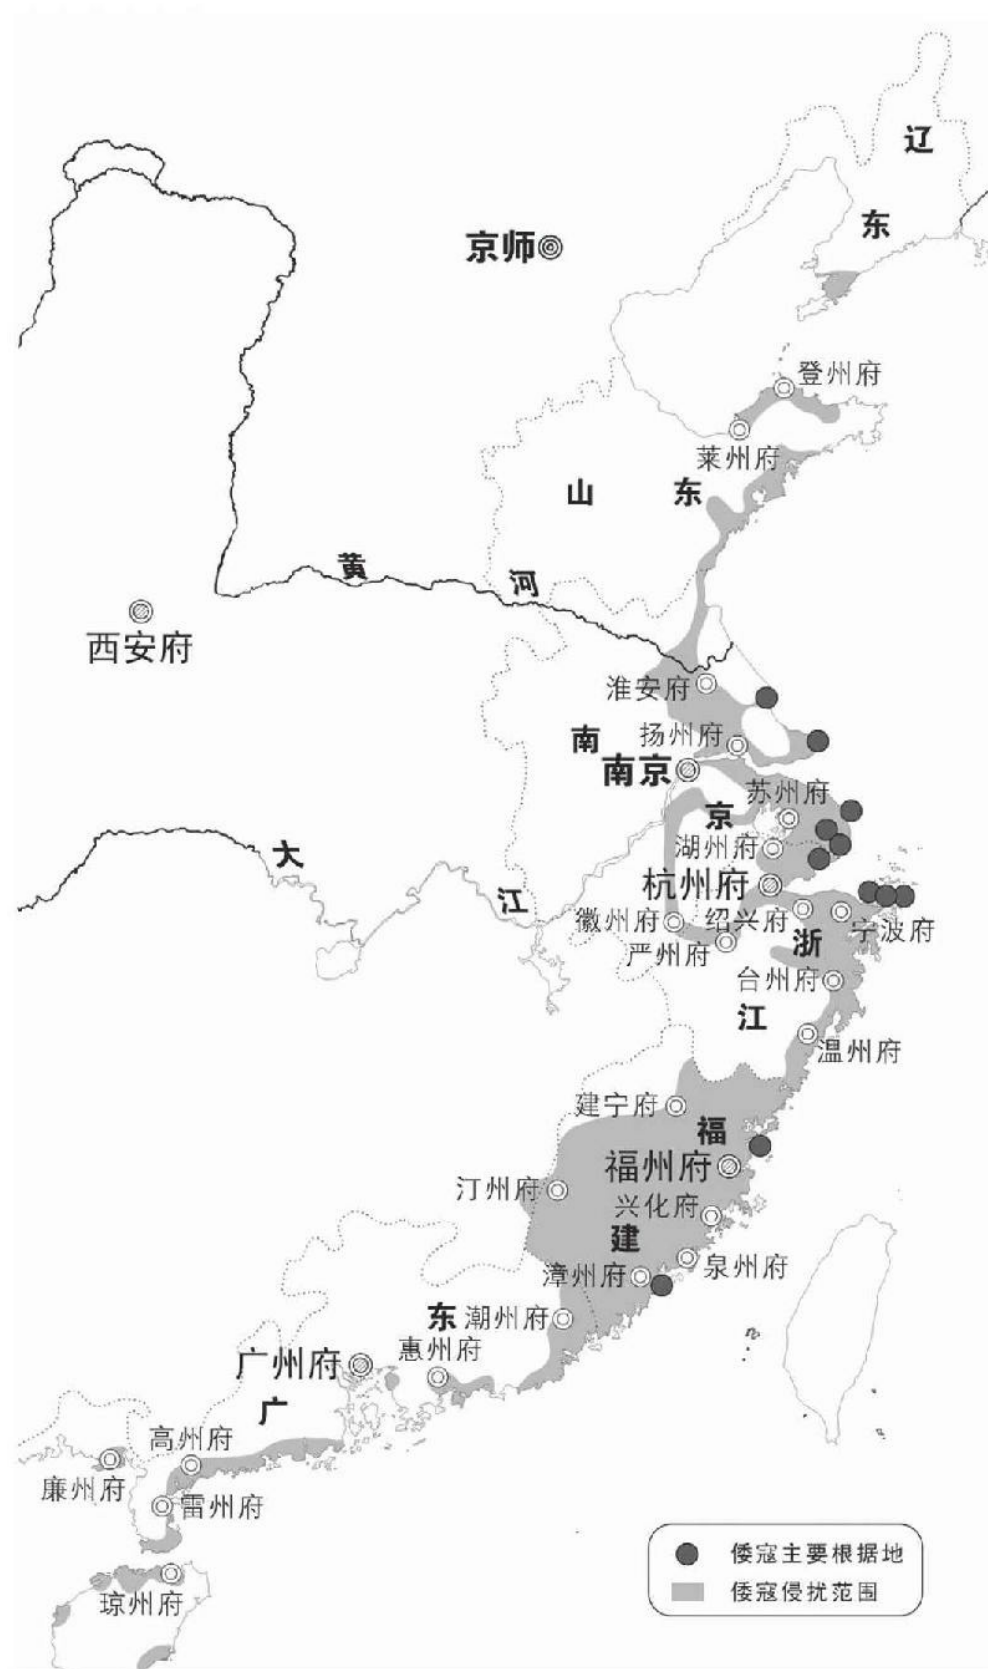 辽
东
京师
登州府
莱州府
山 东
黄
河
西安府
淮安府
扬州府
南
南京
苏州府
京
湖州府
大
杭州府
江
徽州府
绍兴府
宁波府
浙
严州府
台州府
江
温州府
建宁府
福
福州府
汀州府
兴化府
建
泉州府
漳州府
东
潮州府
惠州府
广州府
广
高州府
廉州府
雷州府
琼州府
倭寇主要根据地
倭寇侵扰范围